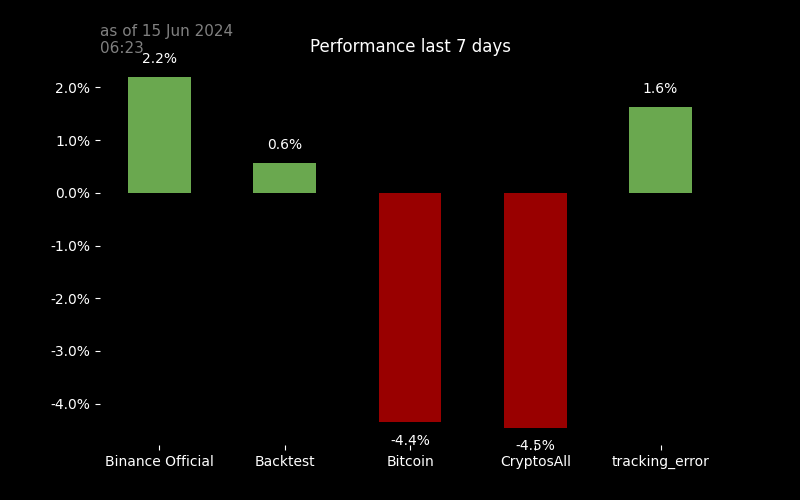 as of 15 Jun 2024
06:23
Performance last 7 days
2.2%
0.6%
-4.4%
-4.5%
1.6%
2.0%
1.0%
0.0%
-1.0%
-2.0%
-3.0%
-4.0%
Binance Official
Backtest
Bitcoin
CryptosAll
tracking_error